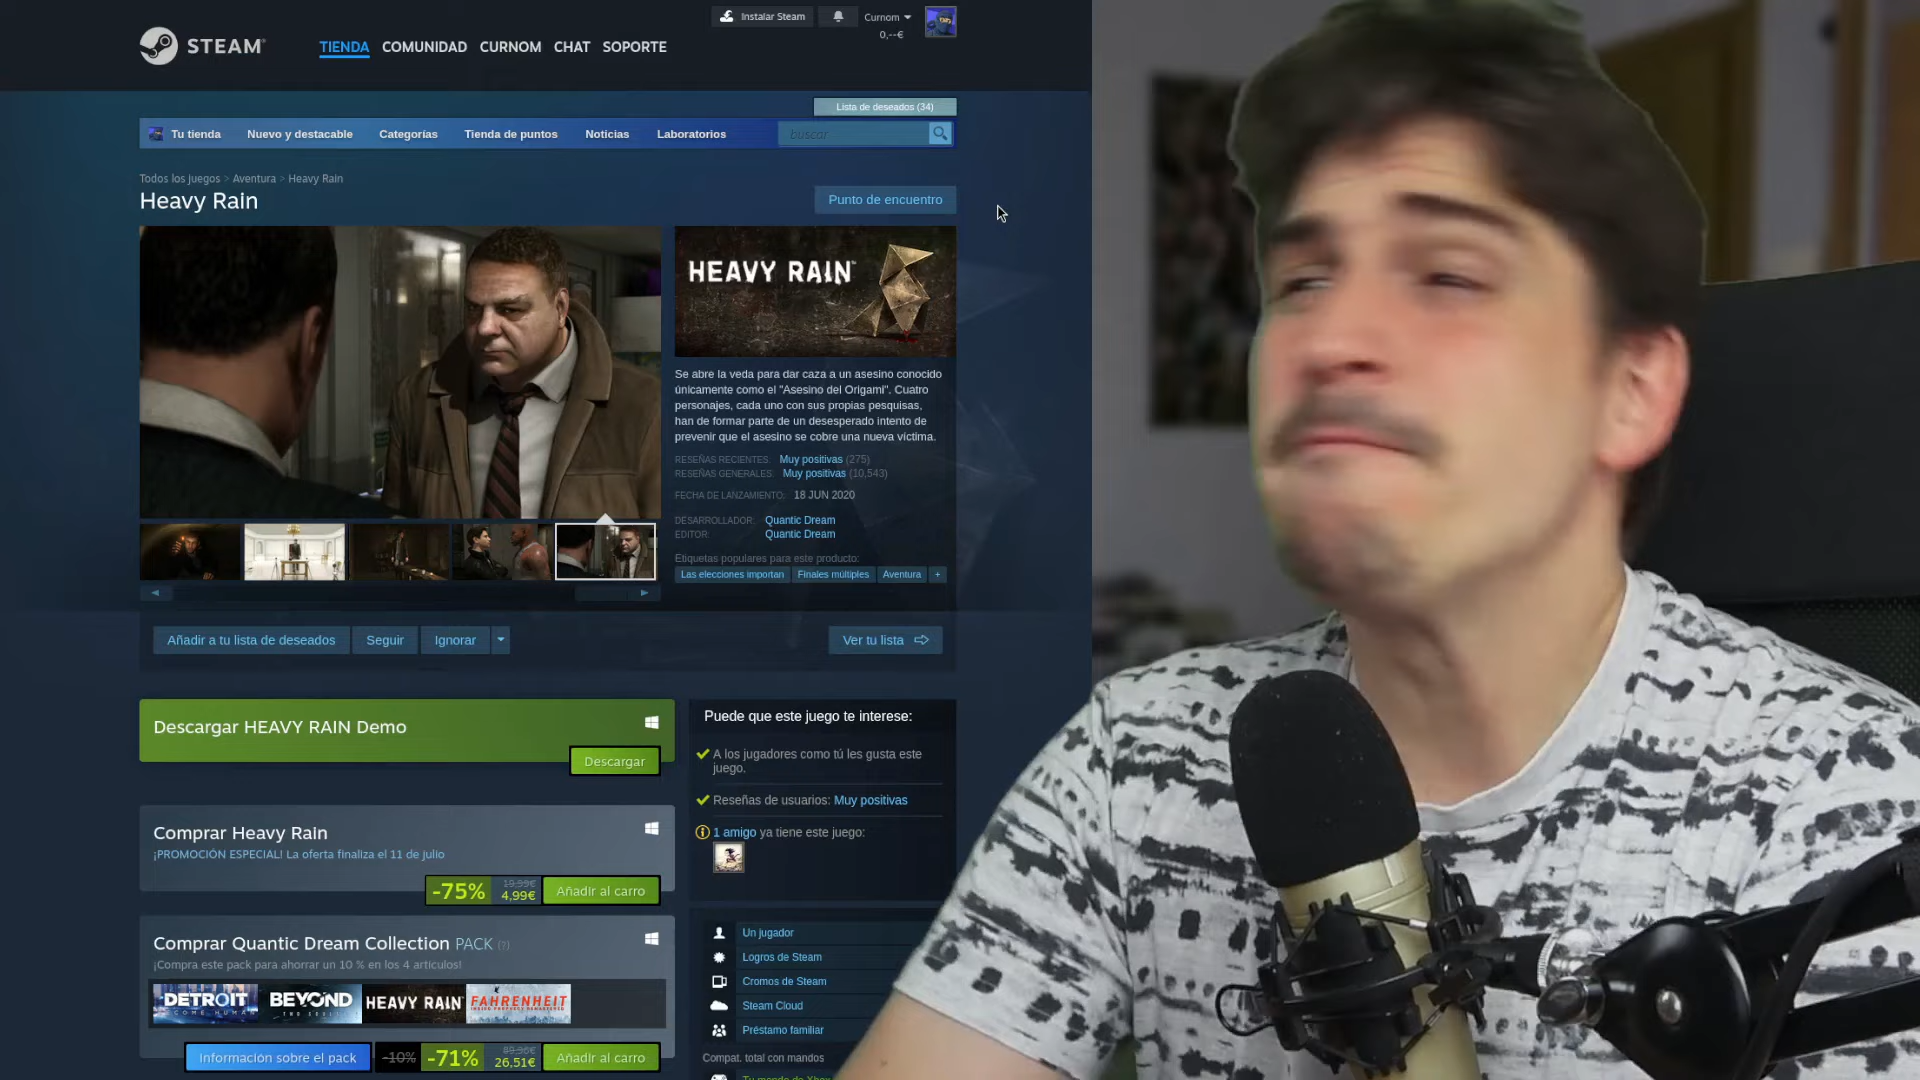 Instalar Steam
Curnom
0,--€
STEAM
TIENDA COMUNIDAD CURNOM CHAT SOPORTE
Lista de deseados (34)
Tu tienda Nuevo y destacable Categorías Tienda de puntos Noticias Laboratorios buscar
Todos los juegos > Aventura > Heavy Rain
Heavy Rain
Punto de encuentro
HEAVY RAIN
Se abre la veda para dar caza a un asesino conocido
únicamente como el "Asesino del Origami". Cuatro
personajes, cada uno con sus propias pesquisas,
han de formar parte de un desesperado intento de
prevenir que el asesino se cobre una nueva víctima.
RESEÑAS RECIENTES: Muy positivas (275)
RESEÑAS GENERALES: Muy positivas (10,543)
FECHA DE LANZAMIENTO: 18 JUN 2020
DESARROLLADOR: Quantic Dream
EDITOR: Quantic Dream
Etiquetas populares para este producto:
Las elecciones importan Finales múltiples Aventura +
Añadir a tu lista de deseados Seguir Ignorar Ver tu lista
Descargar HEAVY RAIN Demo
Descargar
Comprar Heavy Rain
¡PROMOCIÓN ESPECIAL! La oferta finaliza el 11 de julio
-75% 19,99€ 4,99€ Añadir al carro
Comprar Quantic Dream Collection PACK (?)
¡Compra este pack para ahorrar un 10 % en los 4 artículos!
DETROIT BEYOND HEAVY RAIN FAHRENHEIT
Información sobre el pack -10% -71% 26,51€ Añadir al carro
Puede que este juego te interese:
A los jugadores como tú les gusta este
juego.
Reseñas de usuarios: Muy positivas
1 amigo ya tiene este juego:
Un jugador
Logros de Steam
Cromos de Steam
Steam Cloud
Préstamo familiar
Compat. total con mandos